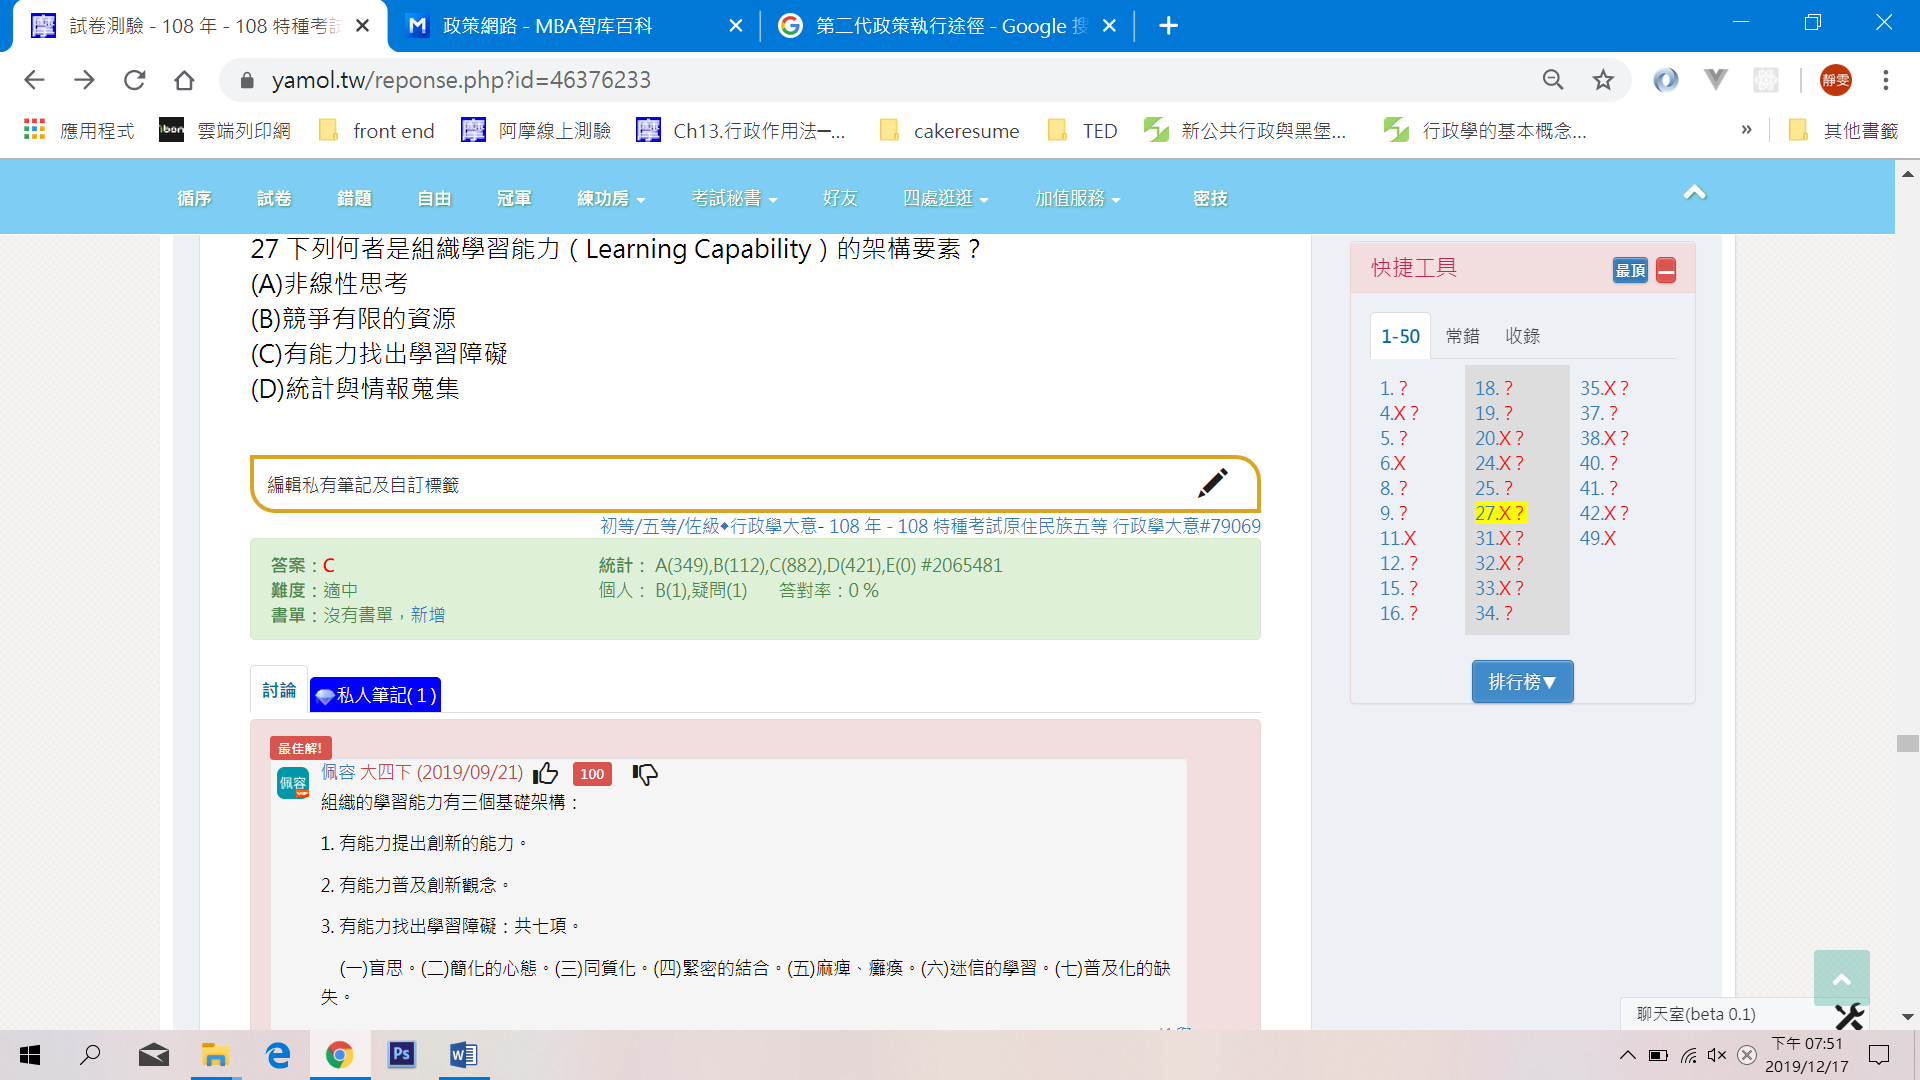 試卷測驗 - 108 年 - 108 特種考試
政策網路 - MBA智库百科
第二代政策執行途徑 - Google 搜
yamol.tw/reponse.php?id=46376233
靜雯
應用程式
ibon
雲端列印網
front end
阿摩線上測驗
Ch13.行政作用法—...
cakeresume
TED
新公共行政與黑堡...
行政學的基本概念...
»
其他書籤
循序
試卷
錯題
自由
冠軍
練功房
考試秘書
好友
四處逛逛
加值服務
密技
27 下列何者是組織學習能力（Learning Capability）的架構要素？
(A)非線性思考
(B)競爭有限的資源
(C)有能力找出學習障礙
(D)統計與情報蒐集
編輯私有筆記及自訂標籤
初等/五等/佐級◆行政學大意- 108 年 - 108 特種考試原住民族五等 行政學大意#79069
答案：C
難度：適中
書單：沒有書單，新增
統計： A(349),B(112),C(882),D(421),E(0) #2065481
個人： B(1),疑問(1) 答對率：0 %
討論
私人筆記( 1 )
最佳解!
佩容
VIP
佩容 大四下 (2019/09/21)
100
組織的學習能力有三個基礎架構：
1. 有能力提出創新的能力。
2. 有能力普及創新觀念。
3. 有能力找出學習障礙：共七項。
(一)盲思。(二)簡化的心態。(三)同質化。(四)緊密的結合。(五)麻痺、癱瘓。(六)迷信的學習。(七)普及化的缺
失。
快捷工具
最頂
1-50
常錯
收錄
1. ?
4.X ?
5. ?
6.X
8. ?
9. ?
11.X
12. ?
15. ?
16. ?
18. ?
19. ?
20.X ?
24.X ?
25. ?
27.X ?
31.X ?
32.X ?
33.X ?
34. ?
35.X ?
37. ?
38.X ?
40. ?
41. ?
42.X ?
49.X
排行榜▼
聊天室(beta 0.1)
Ps
下午 07:51
2019/12/17